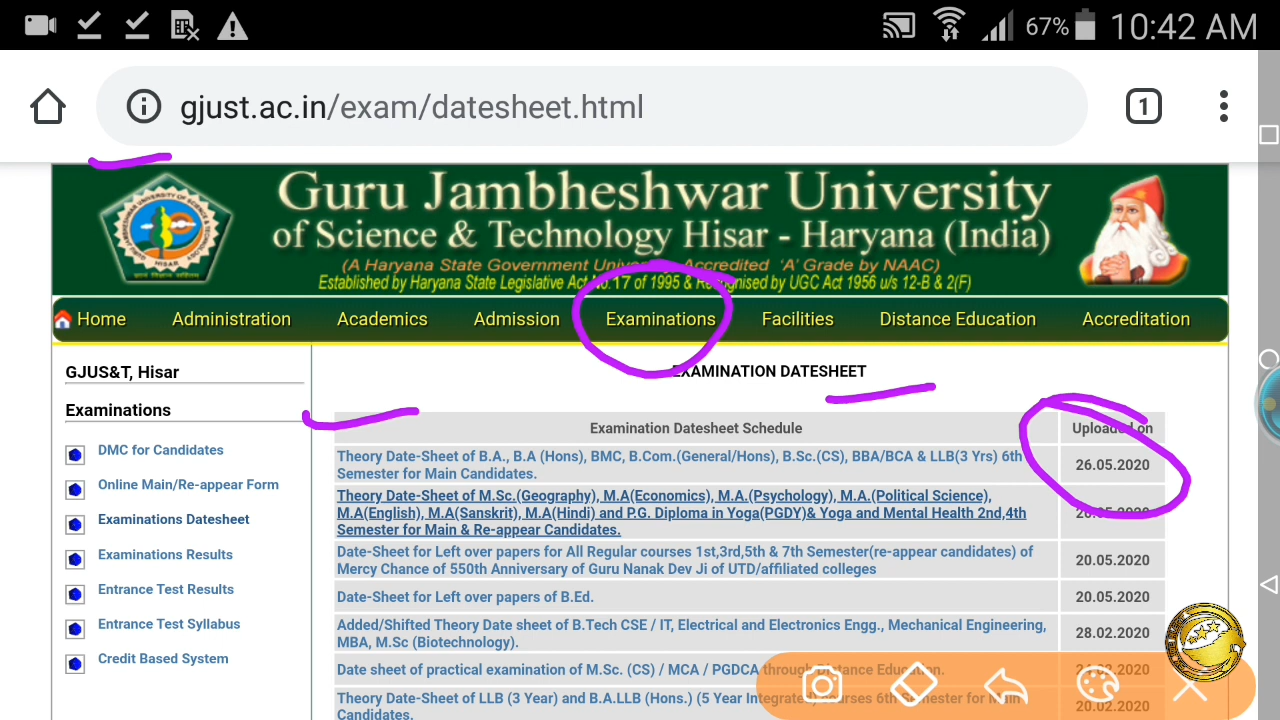 67% 10:42 AM
gjust.ac.in/exam/datesheet.html
1
Guru Jambheshwar University
of Science & Technology Hisar - Haryana (India)
(A Haryana State Government University Accredited 'A' Grade by NAAC)
Established by Haryana State Legislative Act No.17 of 1995 & Recognised by UGC Act 1956 u/s 12-B & 2(F)
Home Administration Academics Admission Examinations Facilities Distance Education Accreditation
GJUS&T, Hisar
Examinations
DMC for Candidates
Online Main/Re-appear Form
Examinations Datesheet
Examinations Results
Entrance Test Results
Entrance Test Syllabus
Credit Based System
EXAMINATION DATESHEET
Examination Datesheet Schedule Uploaded on
Theory Date-Sheet of B.A., B.A (Hons), BMC, B.Com.(General/Hons), B.Sc.(CS), BBA/BCA & LLB(3 Yrs) 6th
Semester for Main Candidates.
26.05.2020
Theory Date-Sheet of M.Sc.(Geography), M.A(Economics), M.A.(Psychology), M.A.(Political Science),
M.A(English), M.A(Sanskrit), M.A(Hindi) and P.G. Diploma in Yoga(PGDY)& Yoga and Mental Health 2nd,4th
Semester for Main & Re-appear Candidates.
Date-Sheet for Left over papers for All Regular courses 1st,3rd,5th & 7th Semester(re-appear candidates) of
Mercy Chance of 550th Anniversary of Guru Nanak Dev Ji of UTD/affiliated colleges
20.05.2020
Date-Sheet for Left over papers of B.Ed.
20.05.2020
Added/Shifted Theory Date sheet of B.Tech CSE / IT, Electrical and Electronics Engg., Mechanical Engineering,
MBA, M.Sc (Biotechnology).
28.02.2020
Date sheet of practical examination of M.Sc. (CS) / MCA / PGDCA through Distance Education.
Theory Date-Sheet of LLB (3 Year) and B.A.LLB (Hons.) (5 Year Integrated) courses 6th Semester for Main
Candidates.
20.02.2020